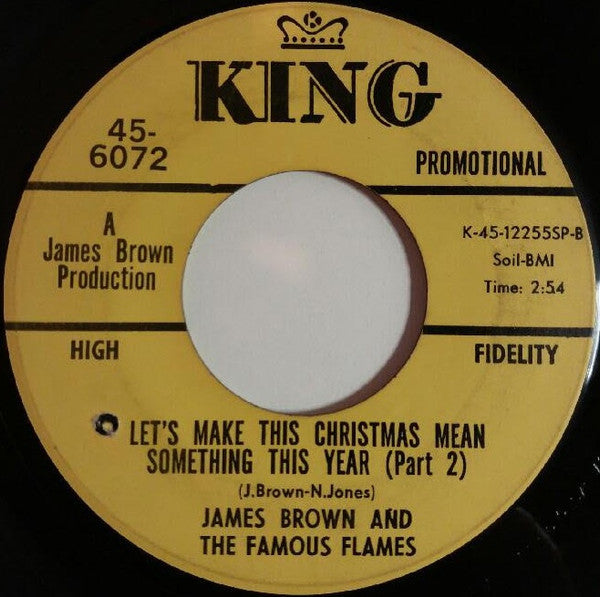 KING
45-
6072
PROMOTIONAL
A
James Brown
Production
K-45-12255SP-B
Soil-BMI
Time: 2:54
HIGH
FIDELITY
LET'S MAKE THIS CHRISTMAS MEAN
SOMETHING THIS YEAR (Part 2)
(J.Brown-N.Jones)
JAMES BROWN AND
THE FAMOUS FLAMES